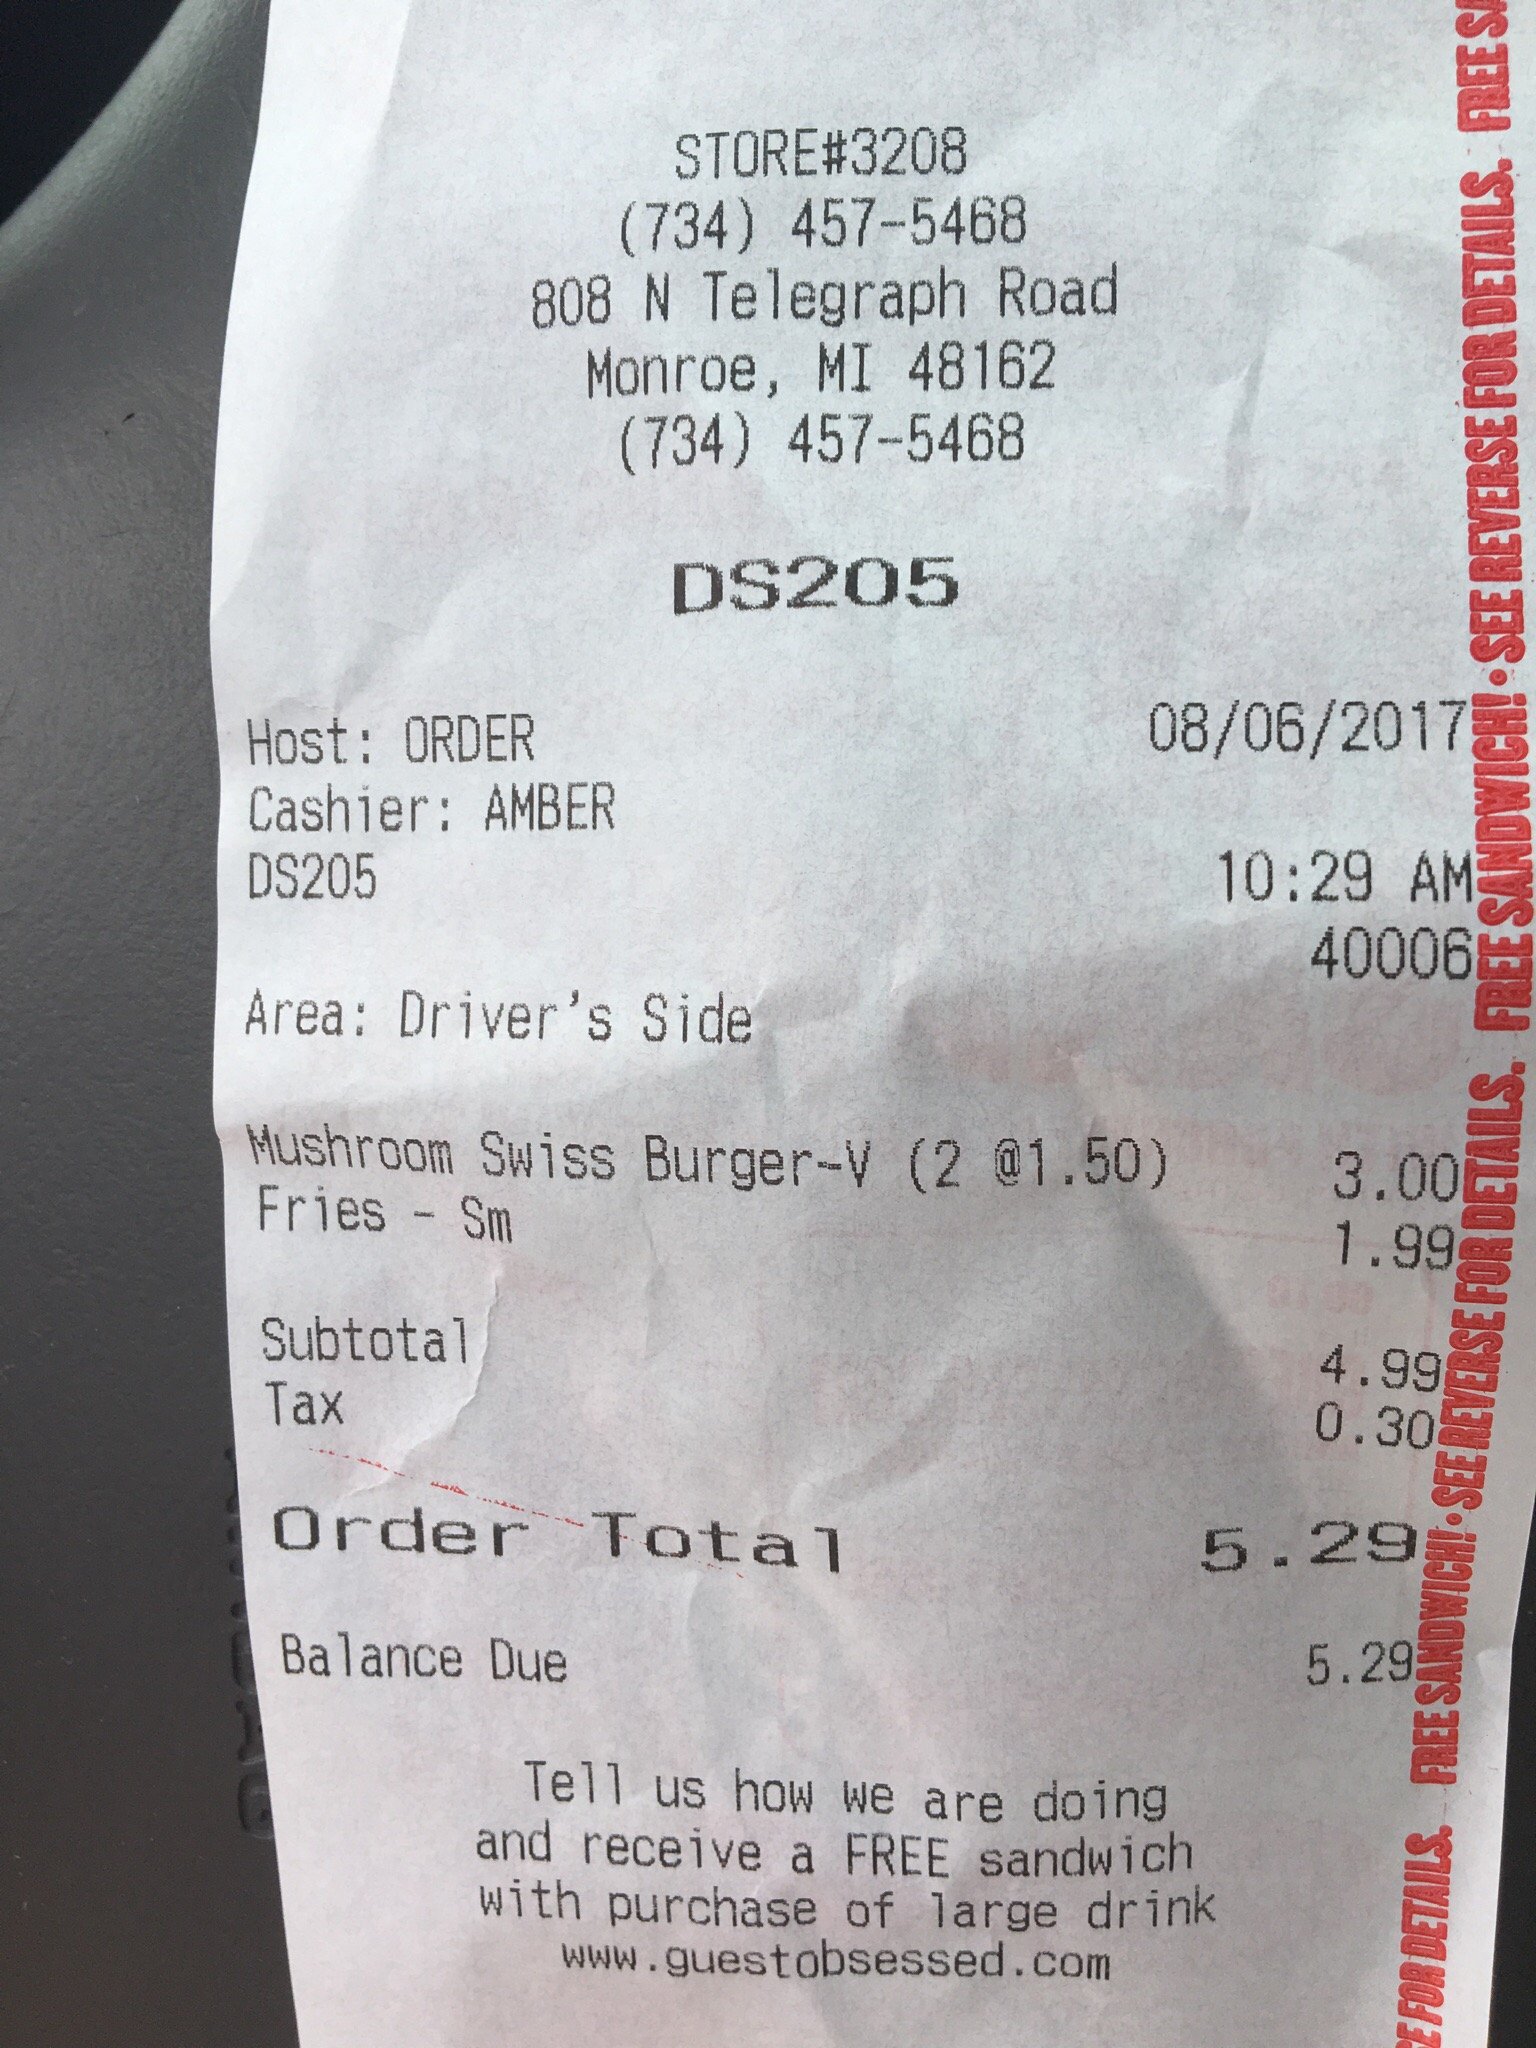 STORE#3208
(734) 457-5468
808 N Telegraph Road
Monroe, MI 48162
(734) 457-5468
DS205
Host: ORDER 08/06/2017
Cashier: AMBER
DS205 10:29 AM
40006
Area: Driver's Side
Mushroom Swiss Burger-V (2 @1.50) 3.00
Fries - Sm 1.99
Subtotal 4.99
Tax 0.30
Order Total 5.29
Balance Due 5.29
Tell us how we are doing
and receive a FREE sandwich
with purchase of large drink
www.guestobsessed.com
FOR DETAILS. FREE SANDWICH! • SEE REVERSE FOR DETAILS. FREE SANDWICH! • SEE REVERSE FOR DETAILS. FREE